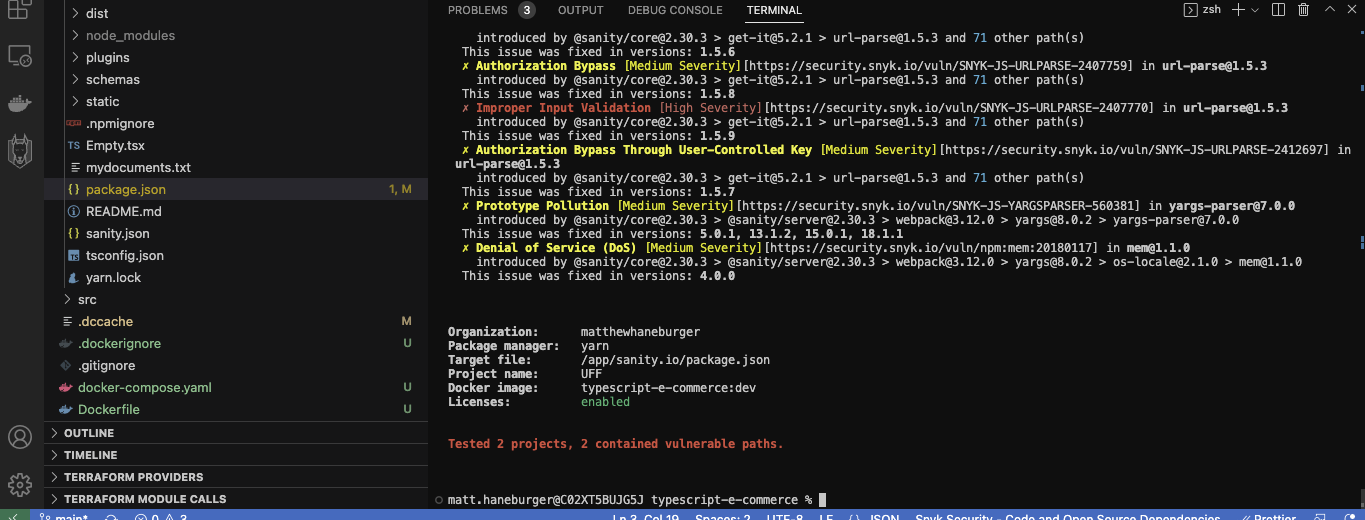 dist
node_modules
plugins
schemas
static
.npmignore
TS Empty.tsx
mydocuments.txt
{} package.json 1, M
README.md
{} sanity.json
TS tsconfig.json
yarn.lock
src
.dccache M
.dockerignore U
.gitignore
docker-compose.yaml U
Dockerfile U
OUTLINE
TIMELINE
TERRAFORM PROVIDERS
TERRAFORM MODULE CALLS
PROBLEMS 3 OUTPUT DEBUG CONSOLE TERMINAL zsh
introduced by @sanity/core@2.30.3 > get-it@5.2.1 > url-parse@1.5.3 and 71 other path(s)
This issue was fixed in versions: 1.5.6
✗ Authorization Bypass [Medium Severity][https://security.snyk.io/vuln/SNYK-JS-URLPARSE-2407759] in url-parse@1.5.3
introduced by @sanity/core@2.30.3 > get-it@5.2.1 > url-parse@1.5.3 and 71 other path(s)
This issue was fixed in versions: 1.5.8
✗ Improper Input Validation [High Severity][https://security.snyk.io/vuln/SNYK-JS-URLPARSE-2407770] in url-parse@1.5.3
introduced by @sanity/core@2.30.3 > get-it@5.2.1 > url-parse@1.5.3 and 71 other path(s)
This issue was fixed in versions: 1.5.9
✗ Authorization Bypass Through User-Controlled Key [Medium Severity][https://security.snyk.io/vuln/SNYK-JS-URLPARSE-2412697] in
url-parse@1.5.3
introduced by @sanity/core@2.30.3 > get-it@5.2.1 > url-parse@1.5.3 and 71 other path(s)
This issue was fixed in versions: 1.5.7
✗ Prototype Pollution [Medium Severity][https://security.snyk.io/vuln/SNYK-JS-YARGSPARSER-560381] in yargs-parser@7.0.0
introduced by @sanity/core@2.30.3 > @sanity/server@2.30.3 > webpack@3.12.0 > yargs@8.0.2 > yargs-parser@7.0.0
This issue was fixed in versions: 5.0.1, 13.1.2, 15.0.1, 18.1.1
✗ Denial of Service (DoS) [Medium Severity][https://security.snyk.io/vuln/npm:mem:20180117] in mem@1.1.0
introduced by @sanity/core@2.30.3 > @sanity/server@2.30.3 > webpack@3.12.0 > yargs@8.0.2 > os-locale@2.1.0 > mem@1.1.0
This issue was fixed in versions: 4.0.0
Organization: matthewhaneburger
Package manager: yarn
Target file: /app/sanity.io/package.json
Project name: UFF
Docker image: typescript-e-commerce:dev
Licenses: enabled
Tested 2 projects, 2 contained vulnerable paths.
matt.haneburger@C02XT5BUJG5J typescript-e-commerce %
main* 0 3 Ln 3, Col 19 Spaces: 2 UTF-8 LF {} JSON Snyk Security - Code and Open Source Dependencies Prettier